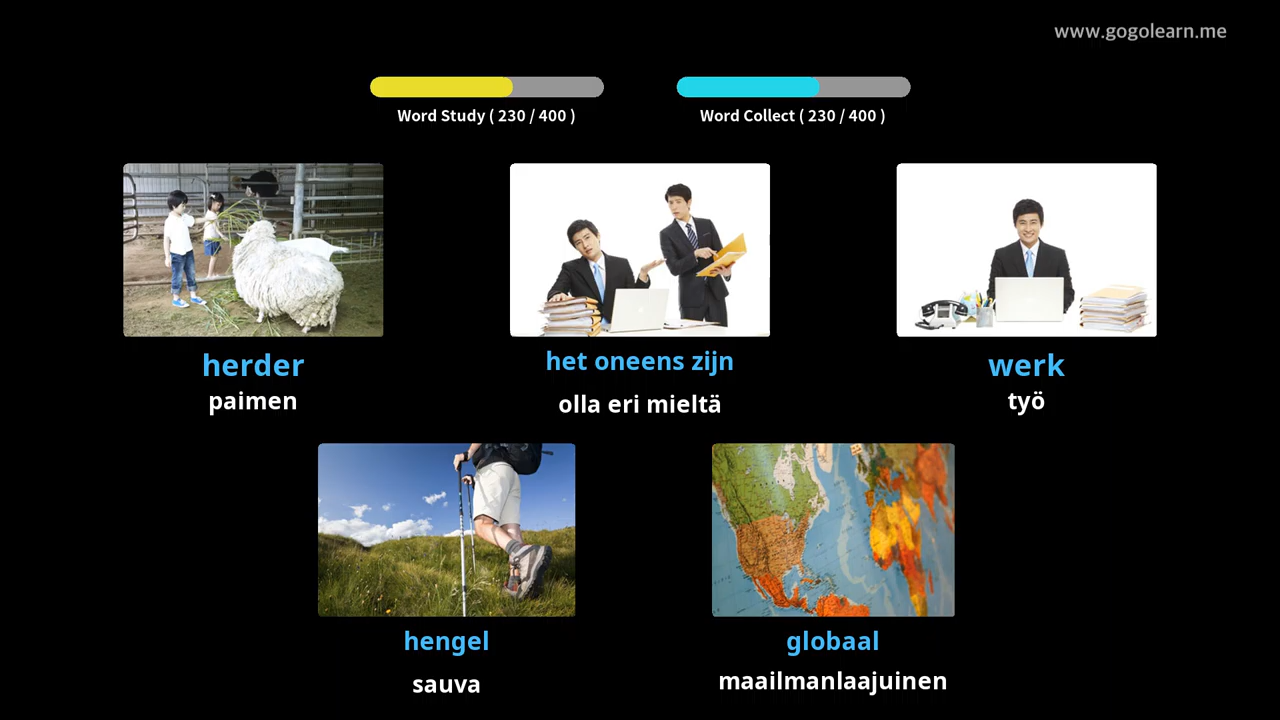 www.gogolearn.me
Word Study ( 230 / 400 )
Word Collect ( 230 / 400 )
herder
paimen
het oneens zijn
olla eri mieltä
werk
työ
hengel
sauva
globaal
maailmanlaajuinen